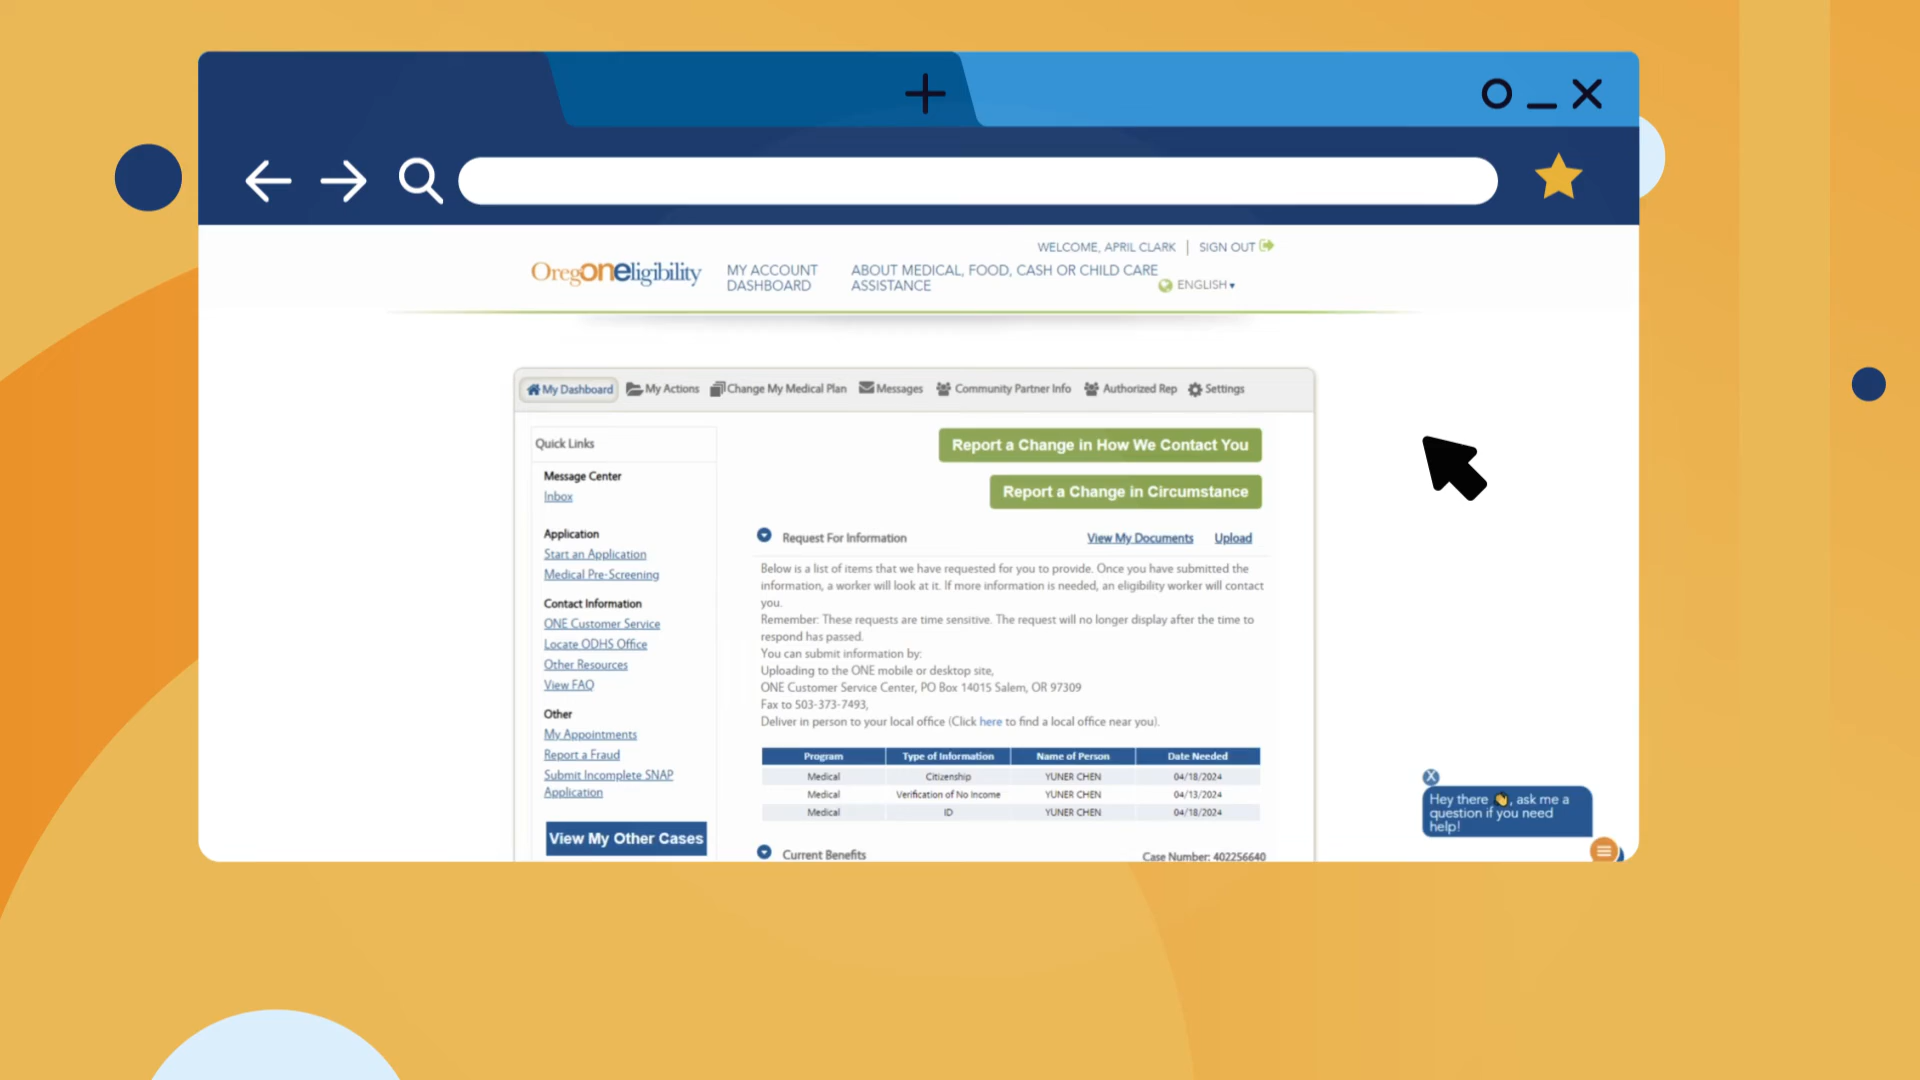 WELCOME, APRIL CLARK | SIGN OUT
OregONEligibility
MY ACCOUNT
DASHBOARD
ABOUT MEDICAL, FOOD, CASH OR CHILD CARE
ASSISTANCE
ENGLISH
My Dashboard My Actions Change My Medical Plan Messages Community Partner Info Authorized Rep Settings
Quick Links
Message Center
Inbox
Application
Start an Application
Medical Pre-Screening
Contact Information
ONE Customer Service
Locate ODHS Office
Other Resources
View FAQ
Other
My Appointments
Report a Fraud
Submit Incomplete SNAP
Application
View My Other Cases
Report a Change in How We Contact You
Report a Change in Circumstance
Request For Information View My Documents Upload
Below is a list of items that we have requested for you to provide. Once you have submitted the
information, a worker will look at it. If more information is needed, an eligibility worker will contact
you.
Remember: These requests are time sensitive. The request will no longer display after the time to
respond has passed.
You can submit information by:
Uploading to the ONE mobile or desktop site,
ONE Customer Service Center, PO Box 14015 Salem, OR 97309
Fax to 503-373-7493,
Deliver in person to your local office (Click here to find a local office near you).
Program Type of Information Name of Person Date Needed
Medical Citizenship YUNER CHEN 04/18/2024
Medical Verification of No Income YUNER CHEN 04/13/2024
Medical ID YUNER CHEN 04/18/2024
Current Benefits Case Number: 402256640
X
Hey there 👋, ask me a
question if you need
help!